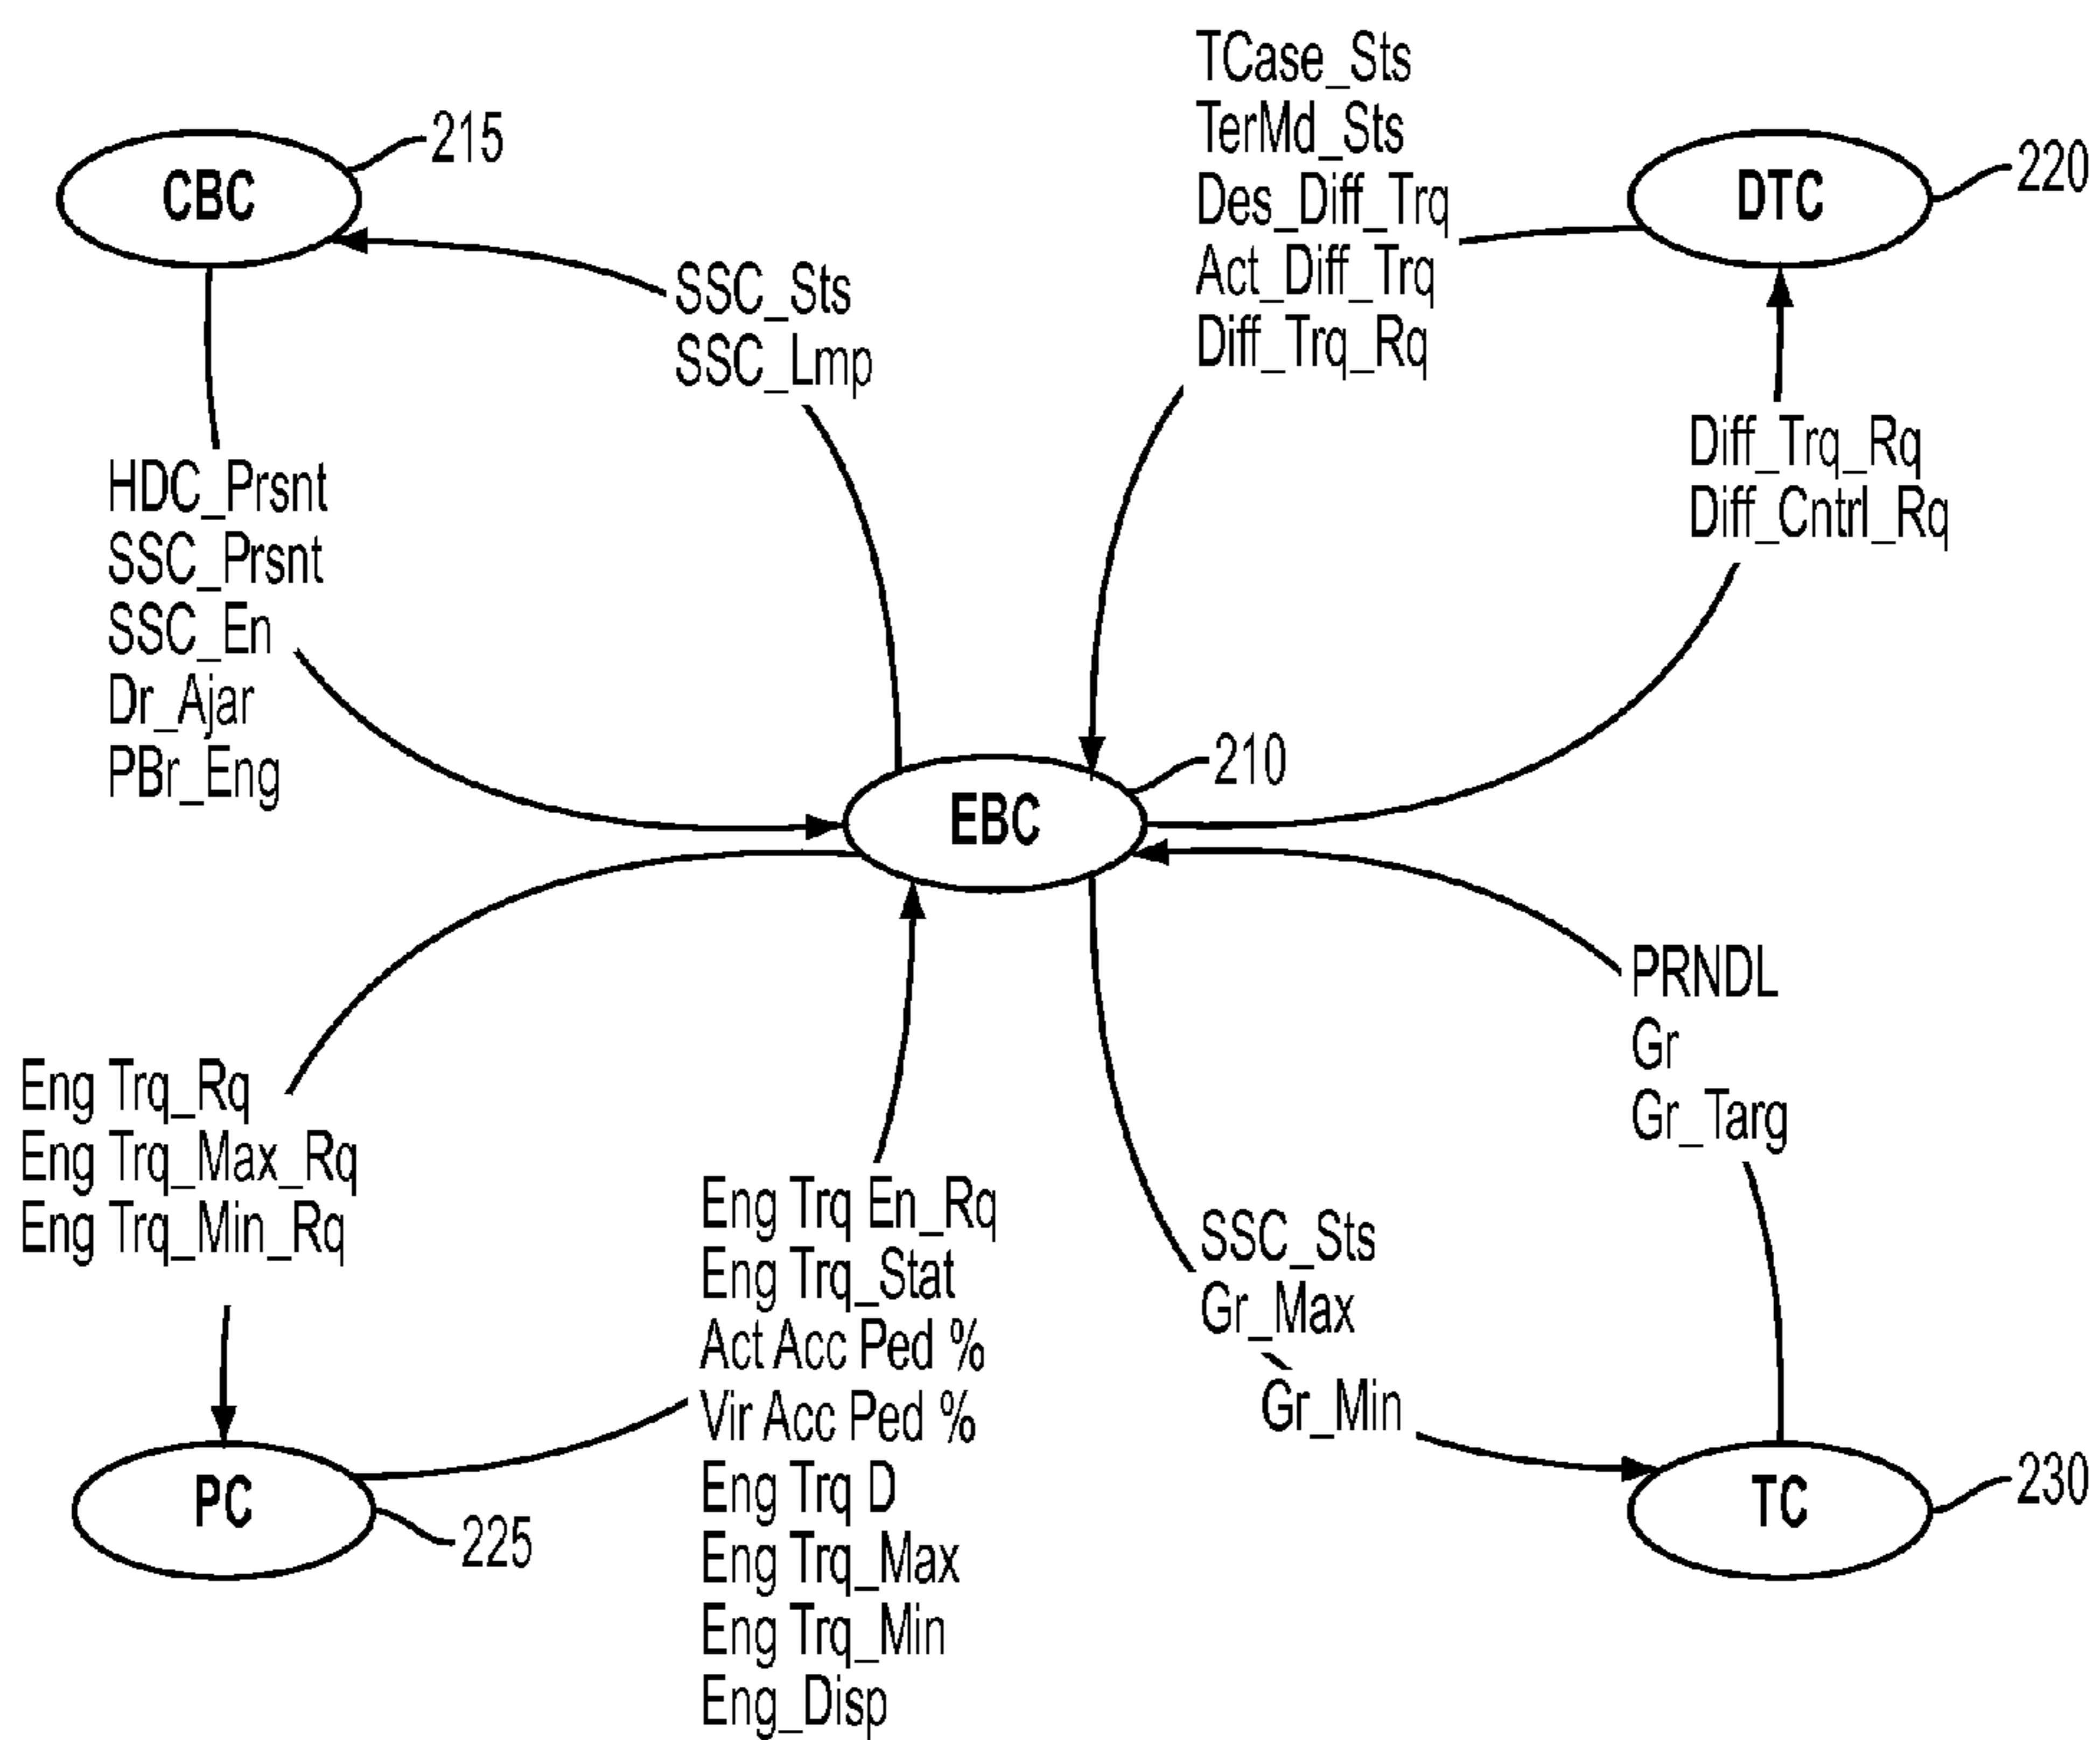 CBC
215
SSC_Sts
SSC_Lmp
HDC_Prsnt
SSC_Prsnt
SSC_En
Dr_Ajar
PBr_Eng
TCase_Sts
TerMd_Sts
Des_Diff_Trq
Act_Diff_Trq
Diff_Trq_Rq
DTC
220
Diff_Trq_Rq
Diff_Cntrl_Rq
EBC
210
Eng Trq_Rq
Eng Trq_Max_Rq
Eng Trq_Min_Rq
PC
225
Eng Trq En_Rq
Eng Trq_Stat
Act Acc Ped %
Vir Acc Ped %
Eng Trq D
Eng Trq_Max
Eng Trq_Min
Eng_Disp
SSC_Sts
Gr_Max
Gr_Min
PRNDL
Gr
Gr_Targ
TC
230